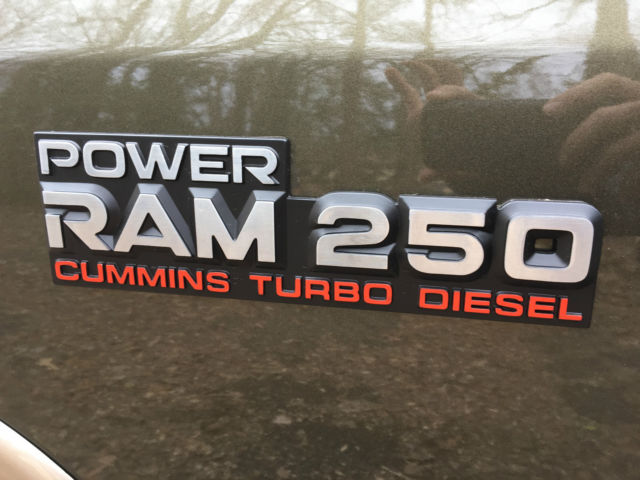 POWER
RAM 250
CUMMINS TURBO DIESEL